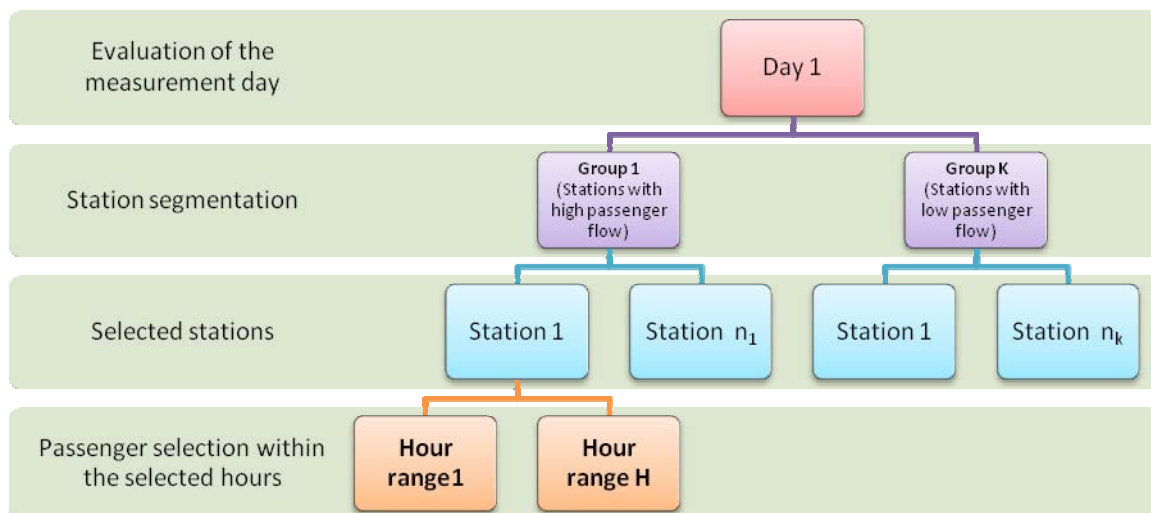 Evaluation of the
measurement day
Day 1
Station segmentation
Group 1
(Stations with
high passenger
flow)
Group K
(Stations with
low passenger
flow)
Selected stations
Station 1
Station n₁
Station 1
Station nₖ
Passenger selection within
the selected hours
Hour
range1
Hour
range H